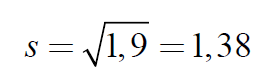 s = √1,9 = 1,38